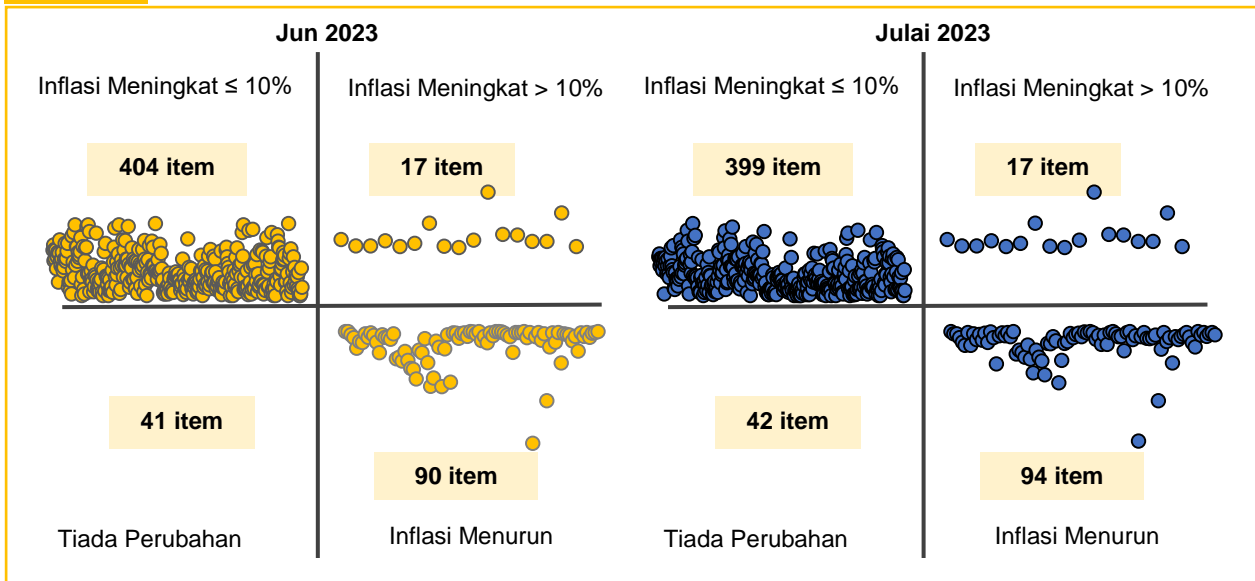 Jun 2023
Inflasi Meningkat ≤ 10%
Inflasi Meningkat > 10%
404 item
17 item
41 item
90 item
Tiada Perubahan
Inflasi Menurun
Julai 2023
Inflasi Meningkat ≤ 10%
Inflasi Meningkat > 10%
399 item
17 item
42 item
94 item
Tiada Perubahan
Inflasi Menurun